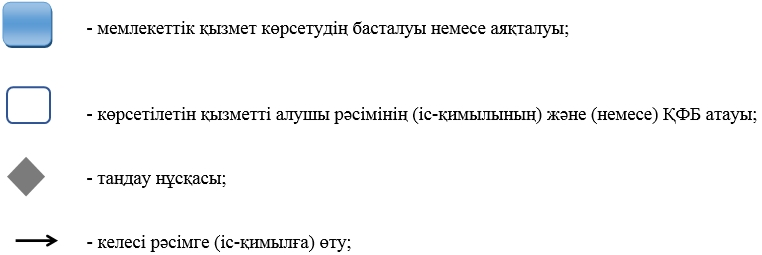 - мемлекеттік қызмет көрсетудің басталуы немесе аяқталуы;
- көрсетілетін қызметті алушы рәсімінің (іс-қимылының) және (немесе) ҚФБ атауы;
- тандау нұсқасы;
- келесі рәсімге (іс-қимылға) өту;